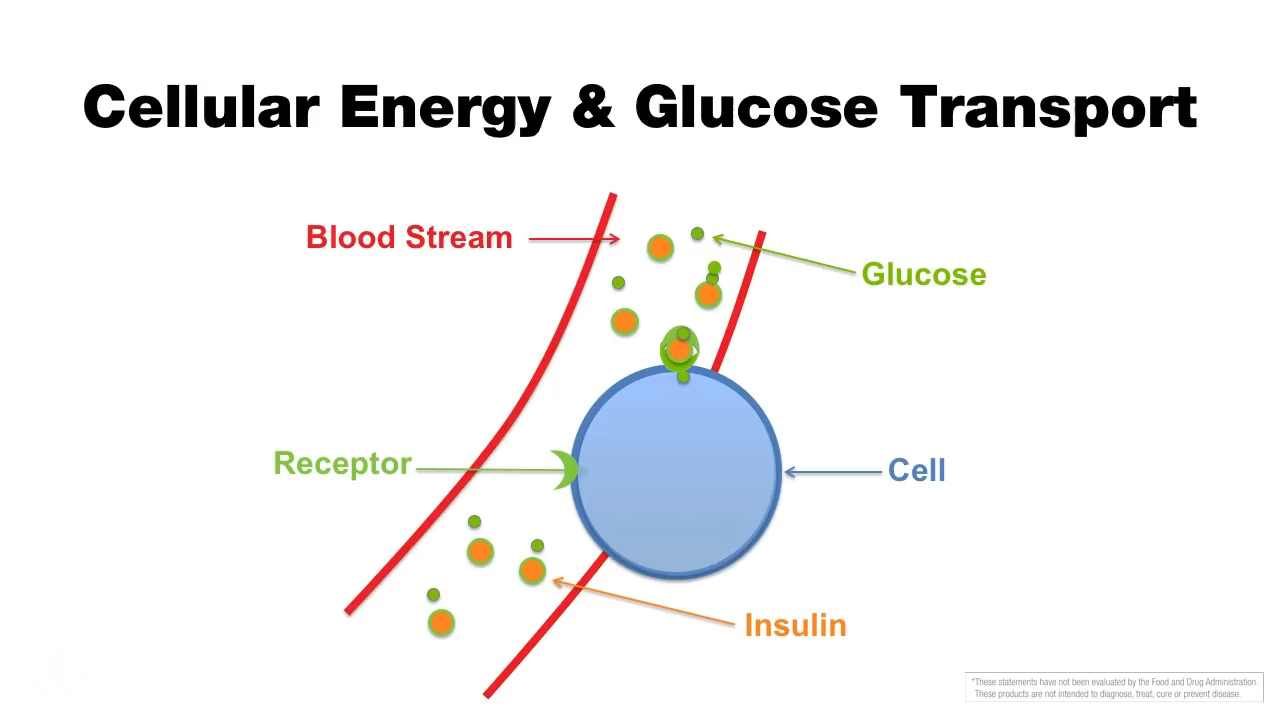 Cellular Energy & Glucose Transport
Blood Stream
Glucose
Receptor
Cell
Insulin
*These statements have not been evaluated by the Food and Drug Administration.
These products are not intended to diagnose, treat, cure or prevent disease.